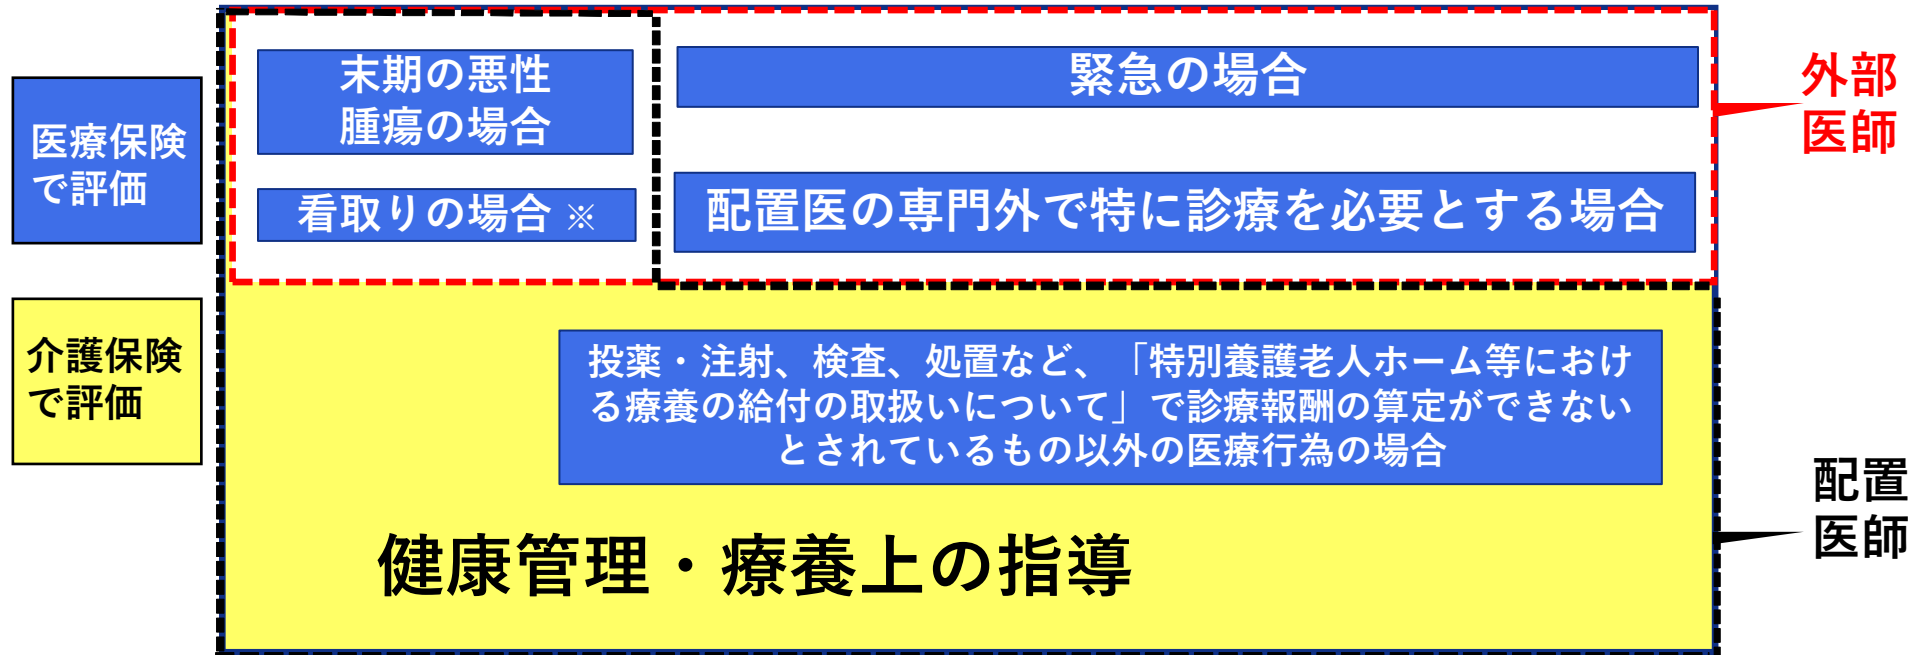 医療保険
で評価
介護保険
で評価
末期の悪性
腫瘍の場合
看取りの場合 ※
緊急の場合
配置医の専門外で特に診療を必要とする場合
投薬・注射、検査、処置など、「特別養護老人ホーム等におけ
る療養の給付の取扱いについて」で診療報酬の算定ができない
とされているもの以外の医療行為の場合
健康管理・療養上の指導
外部
医師
配置
医師